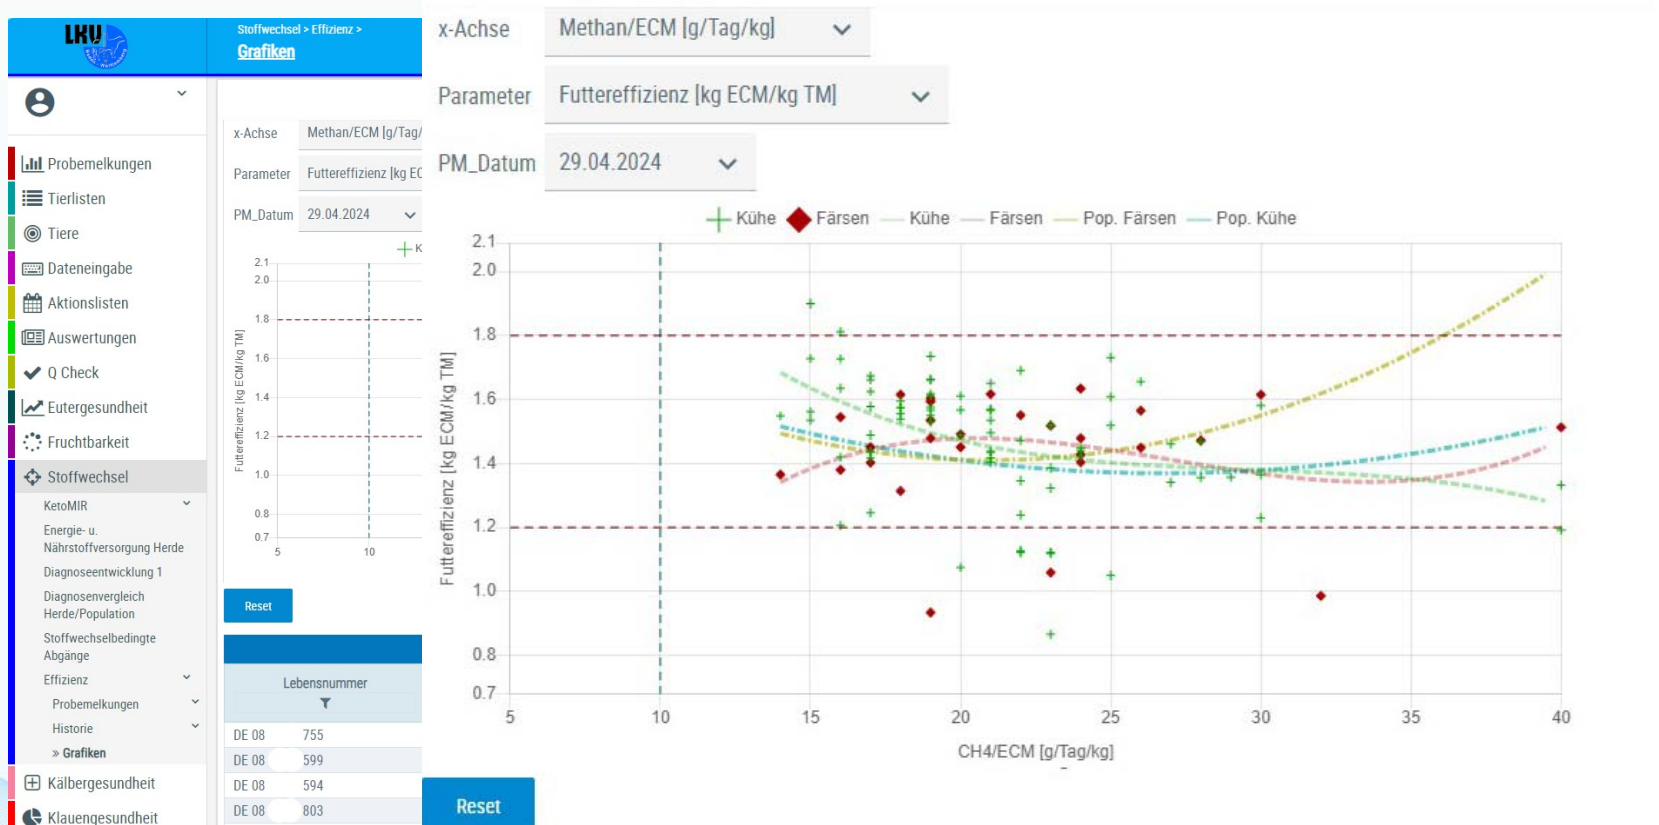 LKV
Stoffwechsel > Effizienz >
Grafiken
Probemelkungen
Tierlisten
Tiere
Dateneingabe
Aktionslisten
Auswertungen
Q Check
Eutergesundheit
Fruchtbarkeit
Stoffwechsel
KetoMIR
Energie- u.
Nährstoffversorgung Herde
Diagnoseentwicklung 1
Diagnosenvergleich
Herde/Population
Stoffwechselbedingte
Abgänge
Effizienz
Probemelkungen
Historie
» Grafiken
Kälbergesundheit
Klauengesundheit
x-Achse Methan/ECM [g/Tag/
Parameter Futtereffizienz [kg EC
PM_Datum 29.04.2024
K
2.1
2.0
1.8
1.6
1.4
1.2
1.0
0.8
0.7
Futtereffizienz [kg ECM/kg TM]
5 10
Reset
Lebensnummer
DE 08 755
DE 08 599
DE 08 594
DE 08 803
x-Achse Methan/ECM [g/Tag/kg]
Parameter Futtereffizienz [kg ECM/kg TM]
PM_Datum 29.04.2024
Kühe Färsen Kühe Färsen Pop. Färsen Pop. Kühe
2.1
2.0
1.8
1.6
1.4
1.2
1.0
0.8
0.7
Futtereffizienz [kg ECM/kg TM]
5 10 15 20 25 30 35 40
CH4/ECM [g/Tag/kg]
Reset